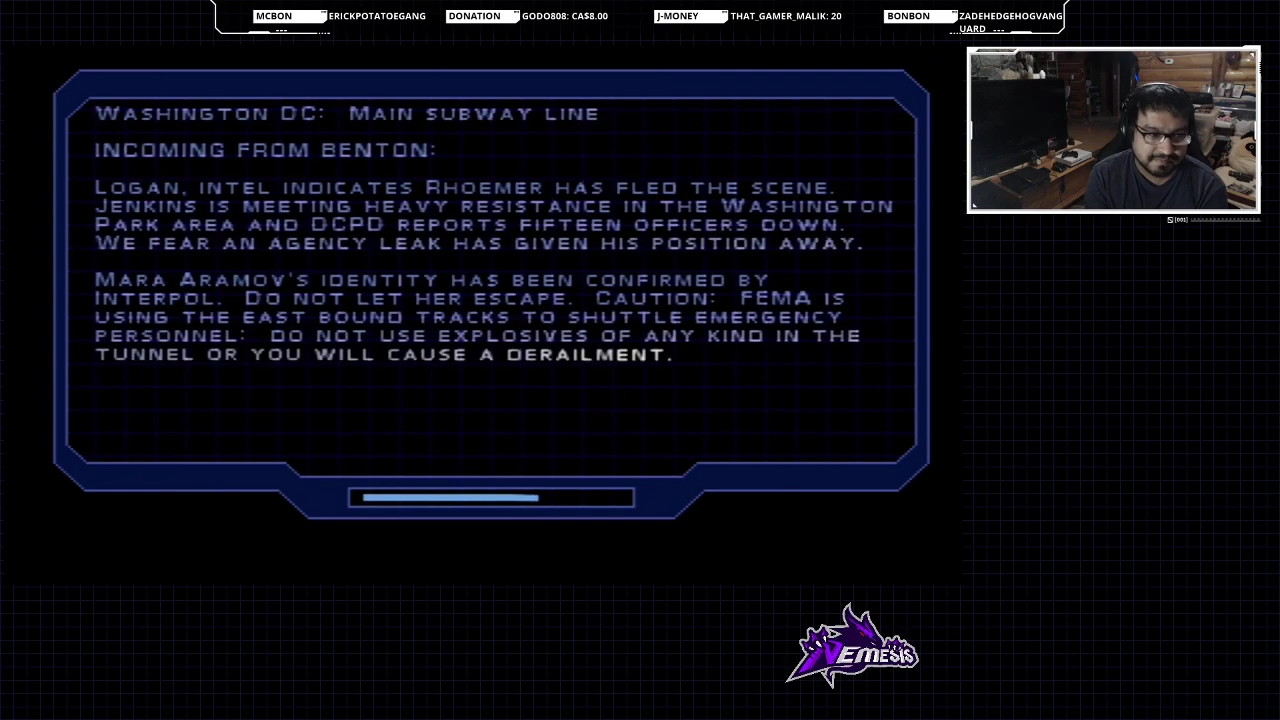 MCBON ERICKPOTATOEGANG DONATION GODO808: CA$8.00 J-MONEY THAT_GAMER_MALIK: 20 BONBON ZADEHEDGEHOGVANG
--- UARD ---
WASHINGTON DC: MAIN SUBWAY LINE
INCOMING FROM BENTON:
LOGAN, INTEL INDICATES RHOEMER HAS FLED THE SCENE.
JENKINS IS MEETING HEAVY RESISTANCE IN THE WASHINGTON
PARK AREA AND DCPD REPORTS FIFTEEN OFFICERS DOWN.
WE FEAR AN AGENCY LEAK HAS GIVEN HIS POSITION AWAY.
MARA ARAMOV'S IDENTITY HAS BEEN CONFIRMED BY
INTERPOL. DO NOT LET HER ESCAPE. CAUTION: FEMA IS
USING THE EAST BOUND TRACKS TO SHUTTLE EMERGENCY
PERSONNEL: DO NOT USE EXPLOSIVES OF ANY KIND IN THE
TUNNEL OR YOU WILL CAUSE A DERAILMENT.
NEMESIS